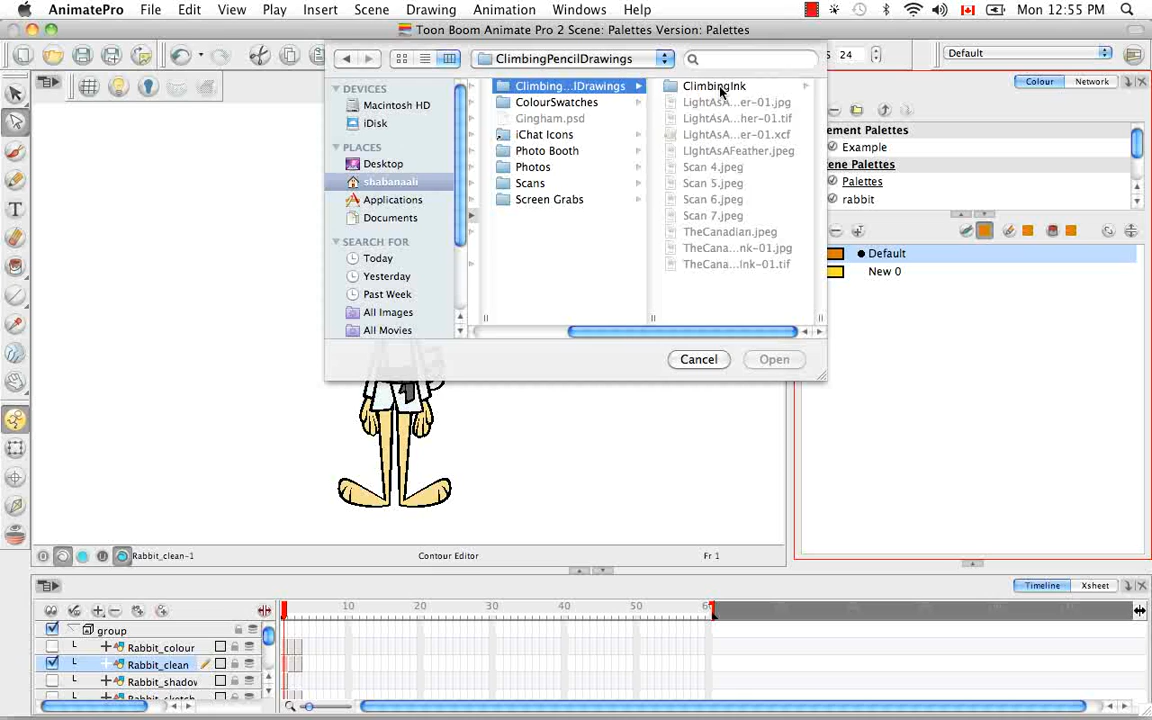 AnimatePro File Edit View Play Insert Scene Drawing Animation Windows Help Mon 12:55 PM
Toon Boom Animate Pro 2 Scene: Palettes Version: Palettes
ClimbingPencilDrawings
24
Default
DEVICES
Macintosh HD
iDisk
PLACES
Desktop
shabanaali
Applications
Documents
SEARCH FOR
Today
Yesterday
Past Week
All Images
All Movies
Climbing...lDrawings
ColourSwatches
Gingham.psd
iChat Icons
Photo Booth
Photos
Scans
Screen Grabs
ClimbingInk
LightAsA...er-01.jpg
LightAsA...her-01.tif
LightAsA...er-01.xcf
LIghtAsAFeather.jpeg
Scan 4.jpeg
Scan 5.jpeg
Scan 6.jpeg
Scan 7.jpeg
TheCanadian.jpeg
TheCana...nk-01.jpg
TheCana...Ink-01.tif
Cancel
Open
Colour
Network
ement Palettes
Example
cene Palettes
Palettes
rabbit
Default
New 0
Rabbit_clean-1
Contour Editor
Fr 1
Timeline
Xsheet
10 20 30 40 50
group
Rabbit_colour
Rabbit_clean
Rabbit_shadov